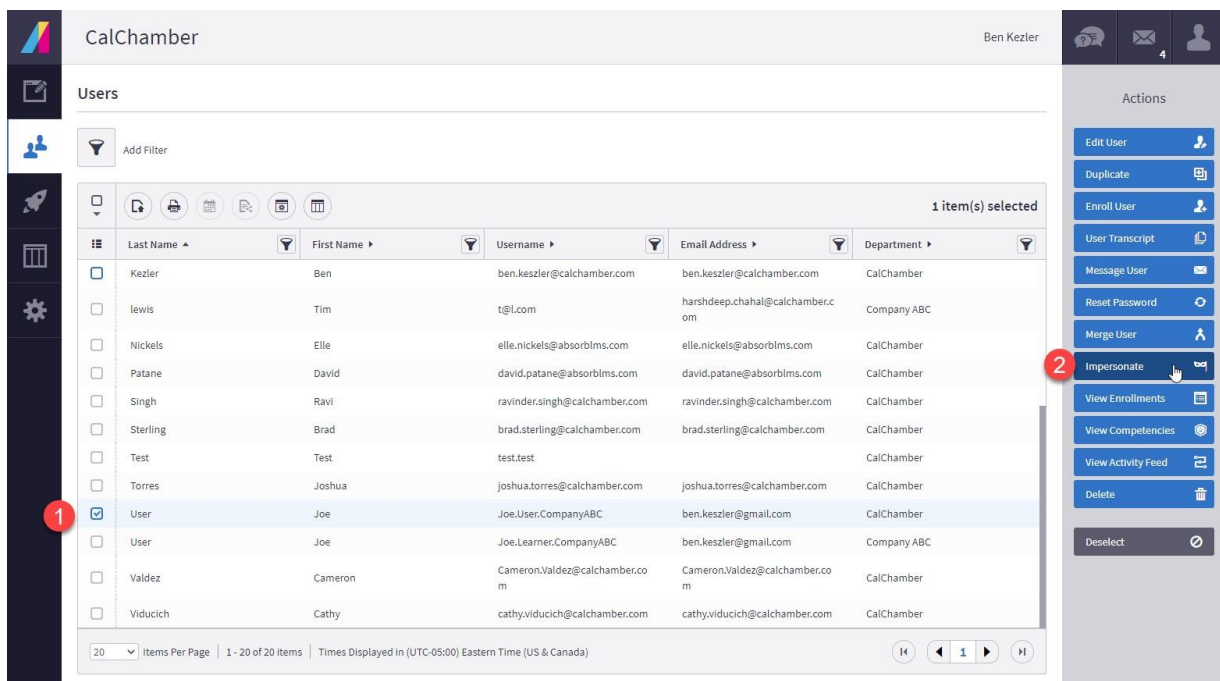 CalChamber
Ben Kezler
4
Users
Add Filter
1 item(s) selected
Last Name First Name Username Email Address Department
Kezler Ben ben.keszler@calchamber.com ben.keszler@calchamber.com CalChamber
lewis Tim t@l.com harshdeep.chahal@calchamber.c
om Company ABC
Nickels Elle elle.nickels@absorblms.com elle.nickels@absorblms.com CalChamber
Patane David david.patane@absorblms.com david.patane@absorblms.com CalChamber
Singh Ravi ravinder.singh@calchamber.com ravinder.singh@calchamber.com CalChamber
Sterling Brad brad.sterling@calchamber.com brad.sterling@calchamber.com CalChamber
Test Test test.test CalChamber
Torres Joshua joshua.torres@calchamber.com joshua.torres@calchamber.com CalChamber
1 User Joe Joe.User.CompanyABC ben.keszler@gmail.com CalChamber
User Joe Joe.Learner.CompanyABC ben.keszler@gmail.com Company ABC
Valdez Cameron Cameron.Valdez@calchamber.co
m Cameron.Valdez@calchamber.co
m CalChamber
Viducich Cathy cathy.viducich@calchamber.com cathy.viducich@calchamber.com CalChamber
20 Items Per Page | 1 - 20 of 20 items | Times Displayed in (UTC-05:00) Eastern Time (US & Canada)
1
Actions
Edit User
Duplicate
Enroll User
User Transcript
Message User
Reset Password
Merge User
2 Impersonate
View Enrollments
View Competencies
View Activity Feed
Delete
Deselect